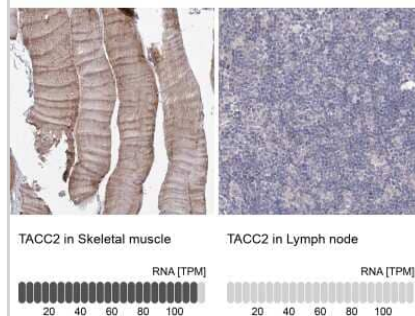 TACC2 in Skeletal muscle
TACC2 in Lymph node
RNA [TPM]
RNA [TPM]
20 40 60 80 100
20 40 60 80 100